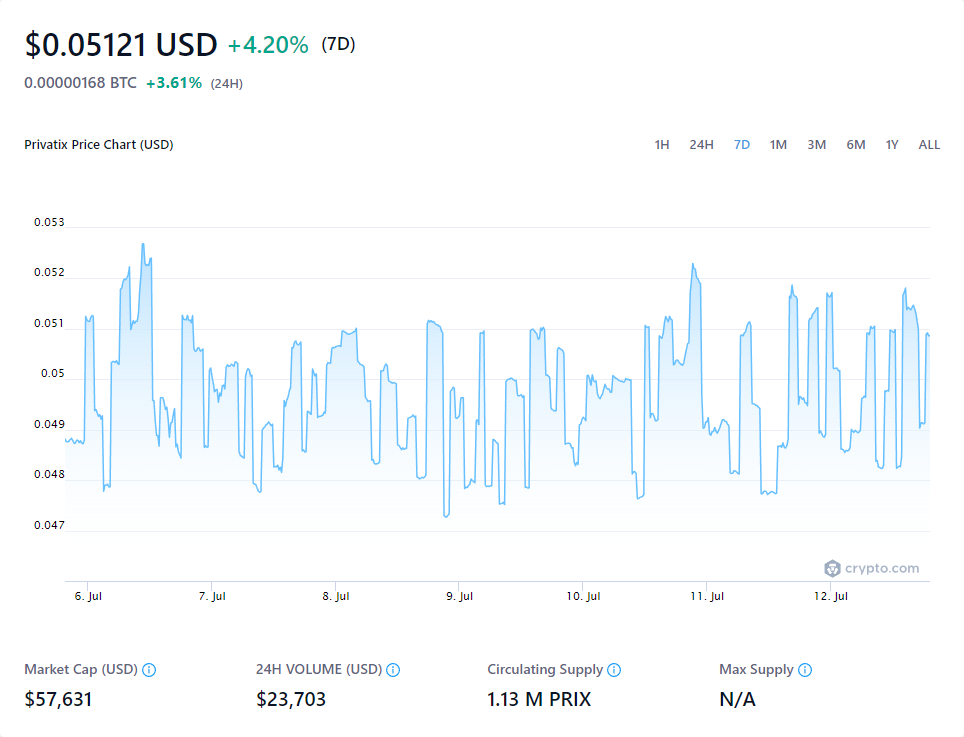 $0.05121 USD +4.20% (7D)
0.00000168 BTC +3.61% (24H)
Privatix Price Chart (USD) 1H 24H 7D 1M 3M 6M 1Y ALL
0.053
0.052
0.051
0.05
0.049
0.048
0.047
crypto.com
6. Jul 7. Jul 8. Jul 9. Jul 10. Jul 11. Jul 12. Jul
Market Cap (USD) 24H VOLUME (USD) Circulating Supply Max Supply
$57,631 $23,703 1.13 M PRIX N/A